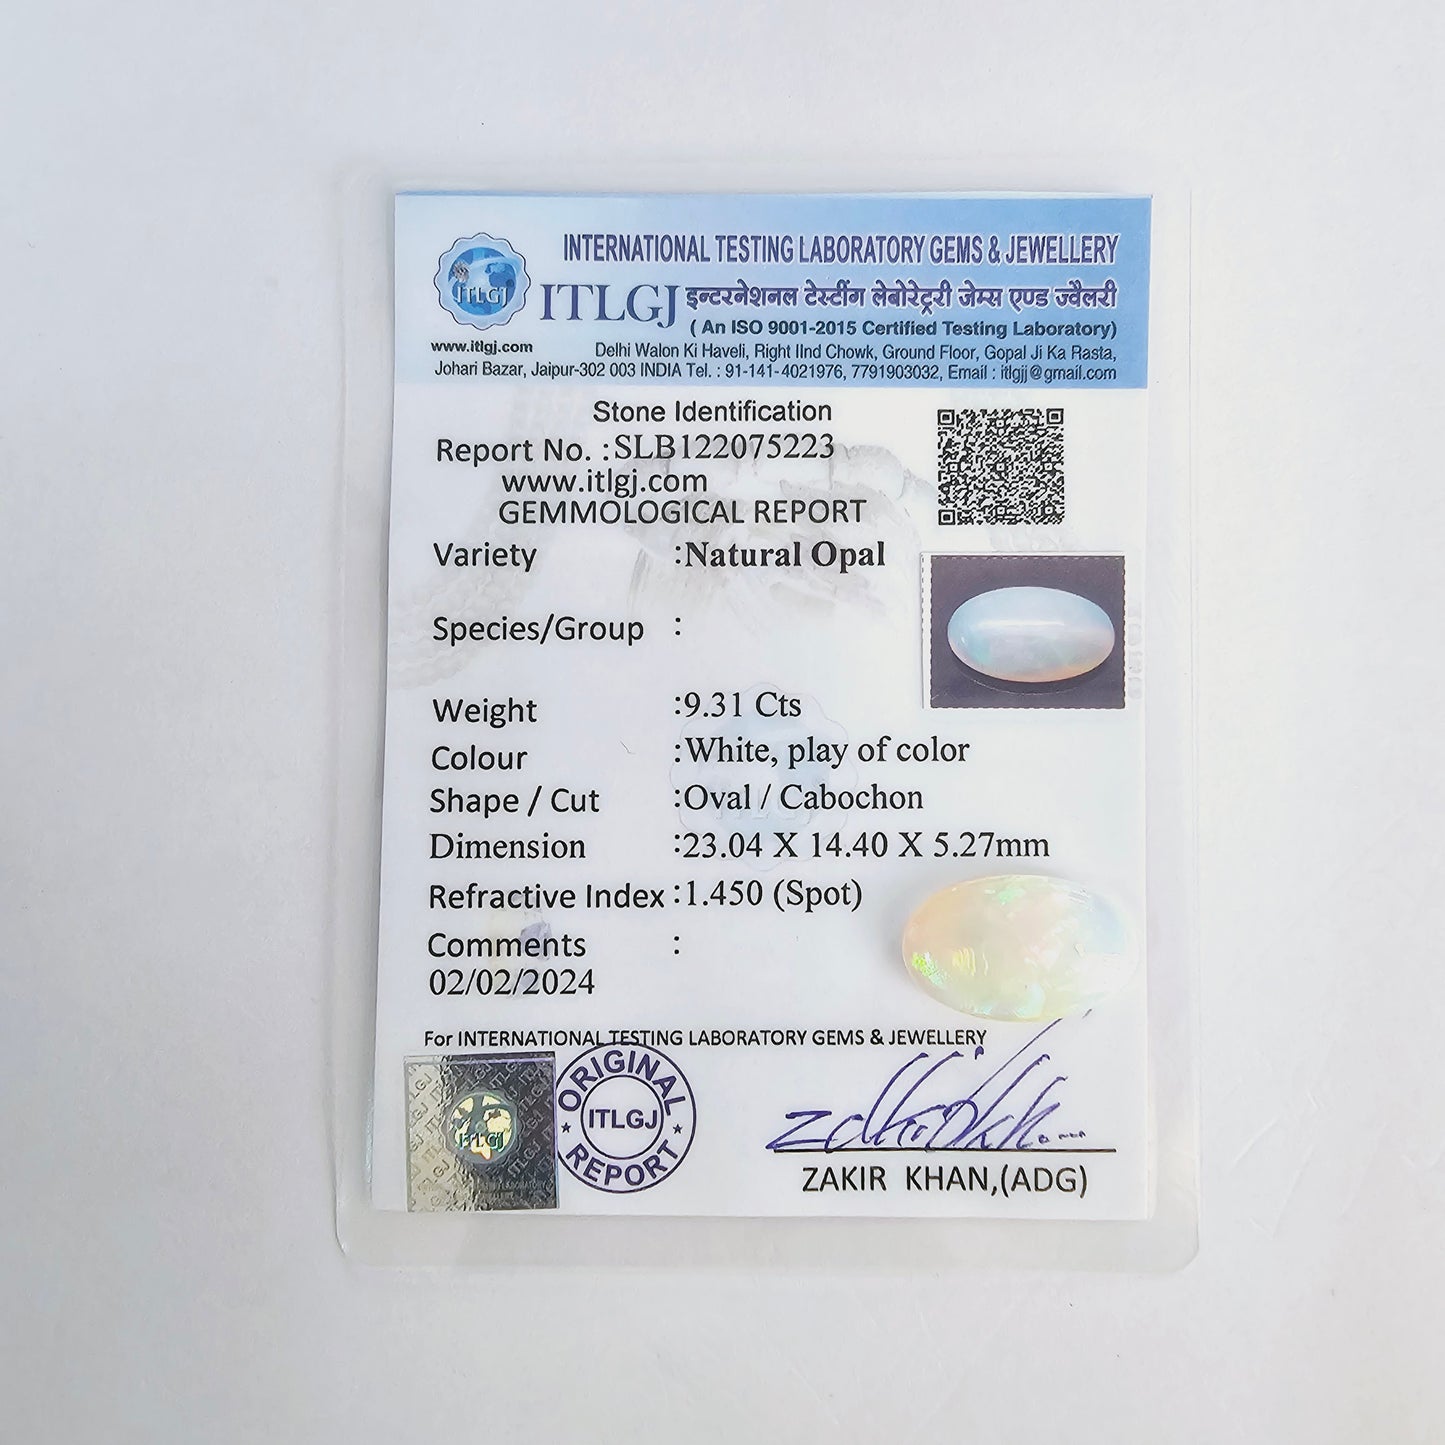 INTERNATIONAL TESTING LABORATORY GEMS & JEWELLERY
ITLGJ
ITLGJ इन्टरनेशनल टेस्टींग लेबोरेट्ररी जेम्स एण्ड ज्वैलरी
( An ISO 9001-2015 Certified Testing Laboratory)
www.itlgj.com Delhi Walon Ki Haveli, Right IInd Chowk, Ground Floor, Gopal Ji Ka Rasta,
Johari Bazar, Jaipur-302 003 INDIA Tel. : 91-141-4021976, 7791903032, Email : itlgjj@gmail.com
Stone Identification
Report No. :SLB122075223
www.itlgj.com
GEMMOLOGICAL REPORT
Variety :Natural Opal
Species/Group :
Weight :9.31 Cts
Colour :White, play of color
Shape / Cut :Oval / Cabochon
Dimension :23.04 X 14.40 X 5.27mm
Refractive Index :1.450 (Spot)
Comments :
02/02/2024
For INTERNATIONAL TESTING LABORATORY GEMS & JEWELLERY
ITLGJ
ORIGINAL
ITLGJ
REPORT
ZAKIR KHAN,(ADG)